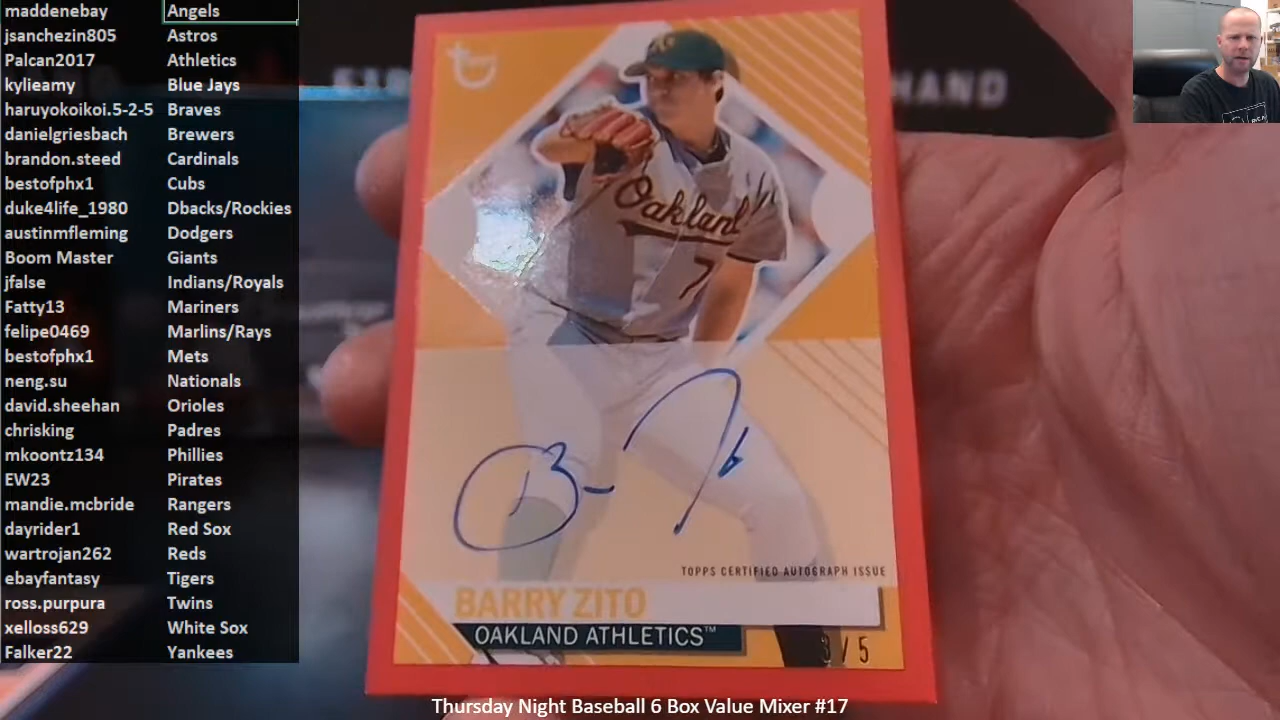 maddenebay Angels
jsanchezin805 Astros
Palcan2017 Athletics
kylieamy Blue Jays
haruyokoikoi.5-2-5 Braves
danielgriesbach Brewers
brandon.steed Cardinals
bestofphx1 Cubs
duke4life_1980 Dbacks/Rockies
austinmfleming Dodgers
Boom Master Giants
jfalse Indians/Royals
Fatty13 Mariners
felipe0469 Marlins/Rays
bestofphx1 Mets
neng.su Nationals
david.sheehan Orioles
chrisking Padres
mkoontz134 Phillies
EW23 Pirates
mandie.mcbride Rangers
dayrider1 Red Sox
wartrojan262 Reds
ebayfantasy Tigers
ross.purpura Twins
xelloss629 White Sox
Falker22 Yankees
HAND
Oakland
7
TOPPS CERTIFIED AUTOGRAPH ISSUE
BARRY ZITO
OAKLAND ATHLETICS™
3/5
Thursday Night Baseball 6 Box Value Mixer #17